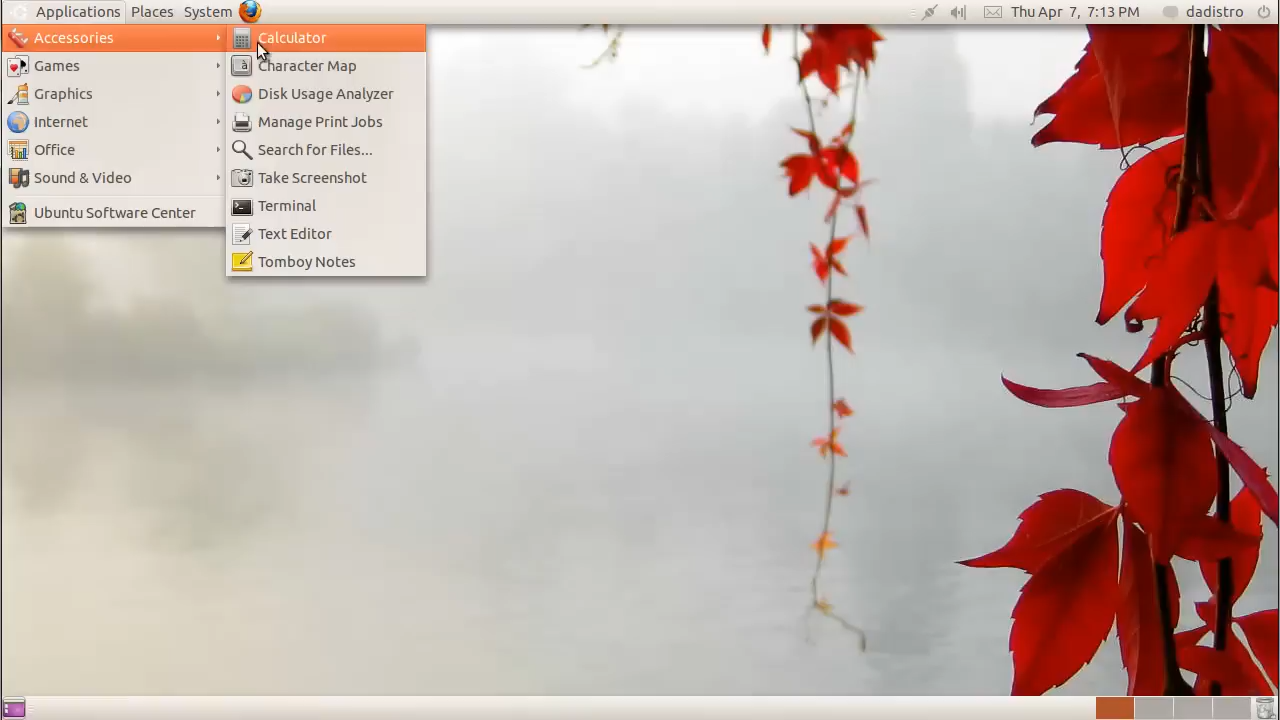 Applications Places System Thu Apr 7, 7:13 PM dadistro
Accessories
Games
Graphics
Internet
Office
Sound & Video
Ubuntu Software Center
Calculator
Character Map
Disk Usage Analyzer
Manage Print Jobs
Search for Files...
Take Screenshot
Terminal
Text Editor
Tomboy Notes